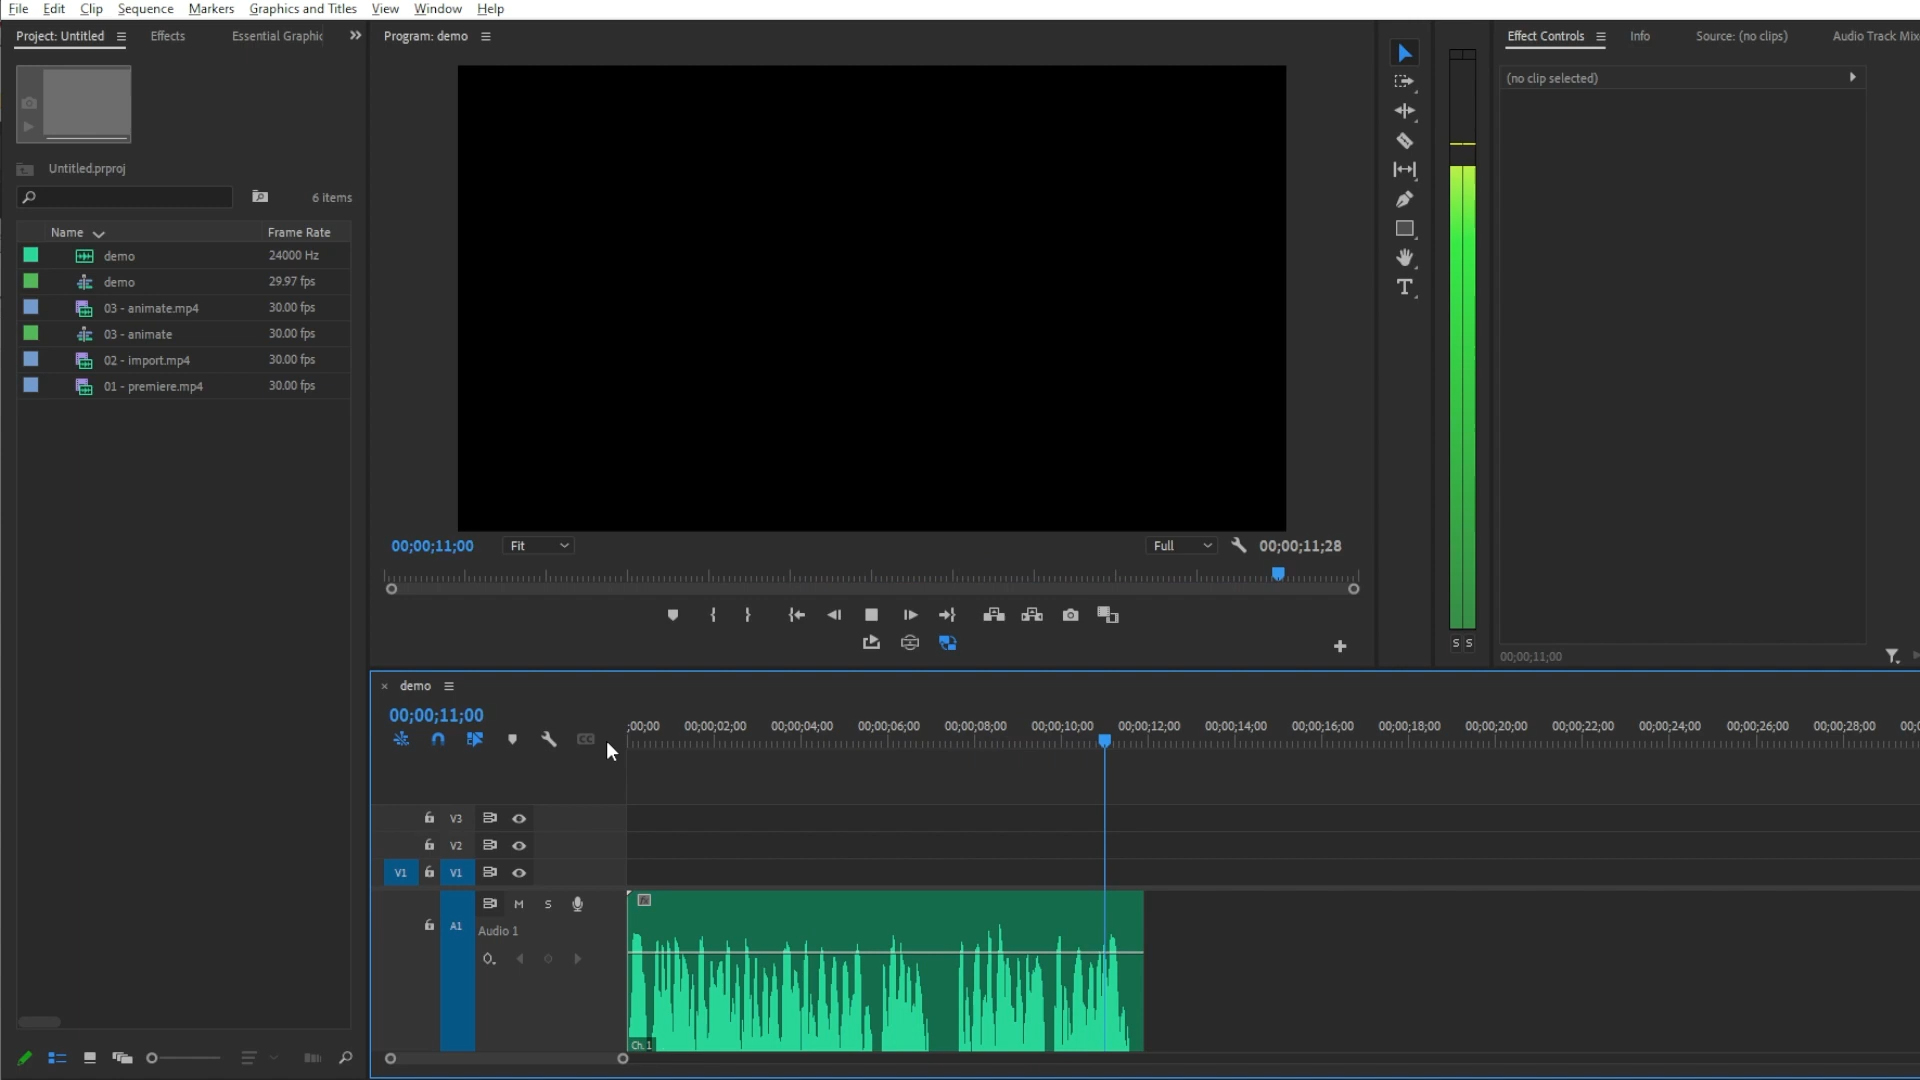 File Edit Clip Sequence Markers Graphics and Titles View Window Help
Project: Untitled Effects Essential Graphic
Program: demo
Effect Controls Info Source: (no clips) Audio Track Mix
(no clip selected)
Untitled.prproj
6 items
Name Frame Rate
demo 24000 Hz
demo 29.97 fps
03 - animate.mp4 30.00 fps
03 - animate 30.00 fps
02 - import.mp4 30.00 fps
01 - premiere.mp4 30.00 fps
T
00;00;11;00 Fit Full 00;00;11;28
S S
00;00;11;00
× demo
00;00;11;00
;00;00 00;00;02;00 00;00;04;00 00;00;06;00 00;00;08;00 00;00;10;00 00;00;12;00 00;00;14;00 00;00;16;00 00;00;18;00 00;00;20;00 00;00;22;00 00;00;24;00 00;00;26;00 00;00;28;00 00;
CC
V3
V2
V1 V1
M S
A1
Audio 1
fx
Ch. 1